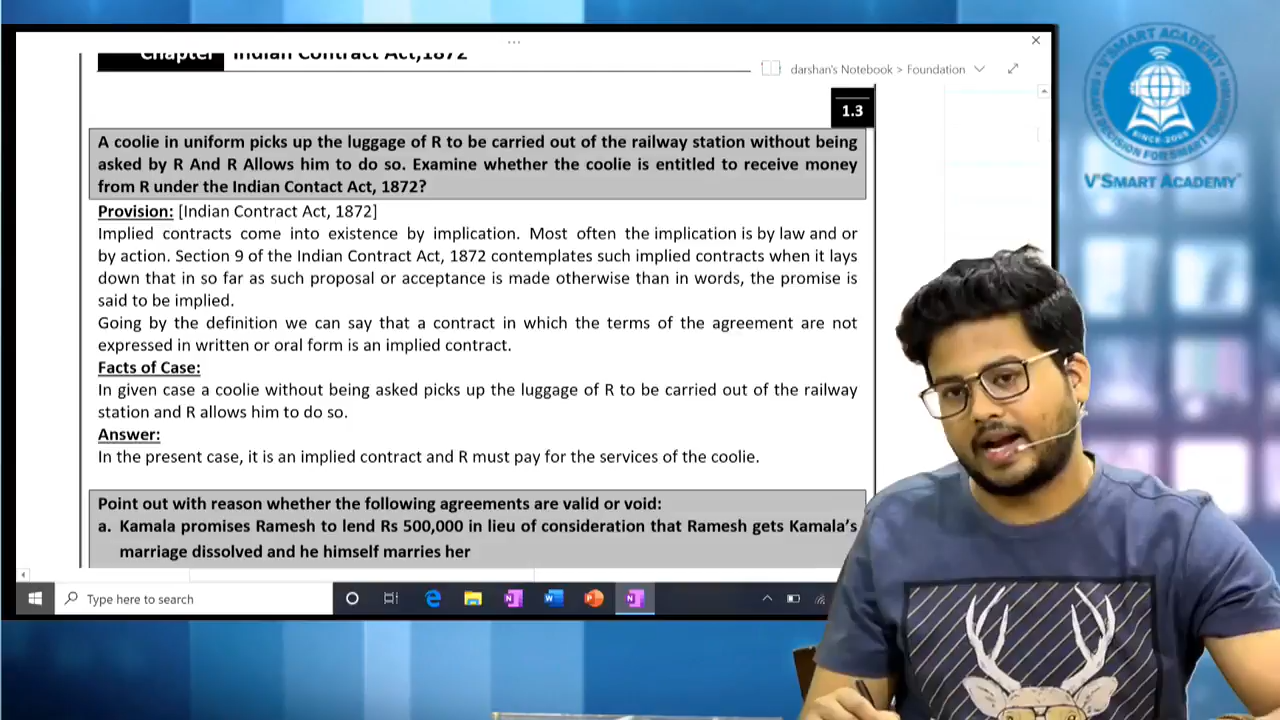 Chapter Indian Contract Act,1872
darshan's Notebook > Foundation
1.3
A coolie in uniform picks up the luggage of R to be carried out of the railway station without being
asked by R And R Allows him to do so. Examine whether the coolie is entitled to receive money
from R under the Indian Contact Act, 1872?
Provision: [Indian Contract Act, 1872]
Implied contracts come into existence by implication. Most often the implication is by law and or
by action. Section 9 of the Indian Contract Act, 1872 contemplates such implied contracts when it lays
down that in so far as such proposal or acceptance is made otherwise than in words, the promise is
said to be implied.
Going by the definition we can say that a contract in which the terms of the agreement are not
expressed in written or oral form is an implied contract.
Facts of Case:
In given case a coolie without being asked picks up the luggage of R to be carried out of the railway
station and R allows him to do so.
Answer:
In the present case, it is an implied contract and R must pay for the services of the coolie.
Point out with reason whether the following agreements are valid or void:
a. Kamala promises Ramesh to lend Rs 500,000 in lieu of consideration that Ramesh gets Kamala's
marriage dissolved and he himself marries her
Type here to search
V'SMART ACADEMY
SINCE-2009
V'SMART ACADEMY